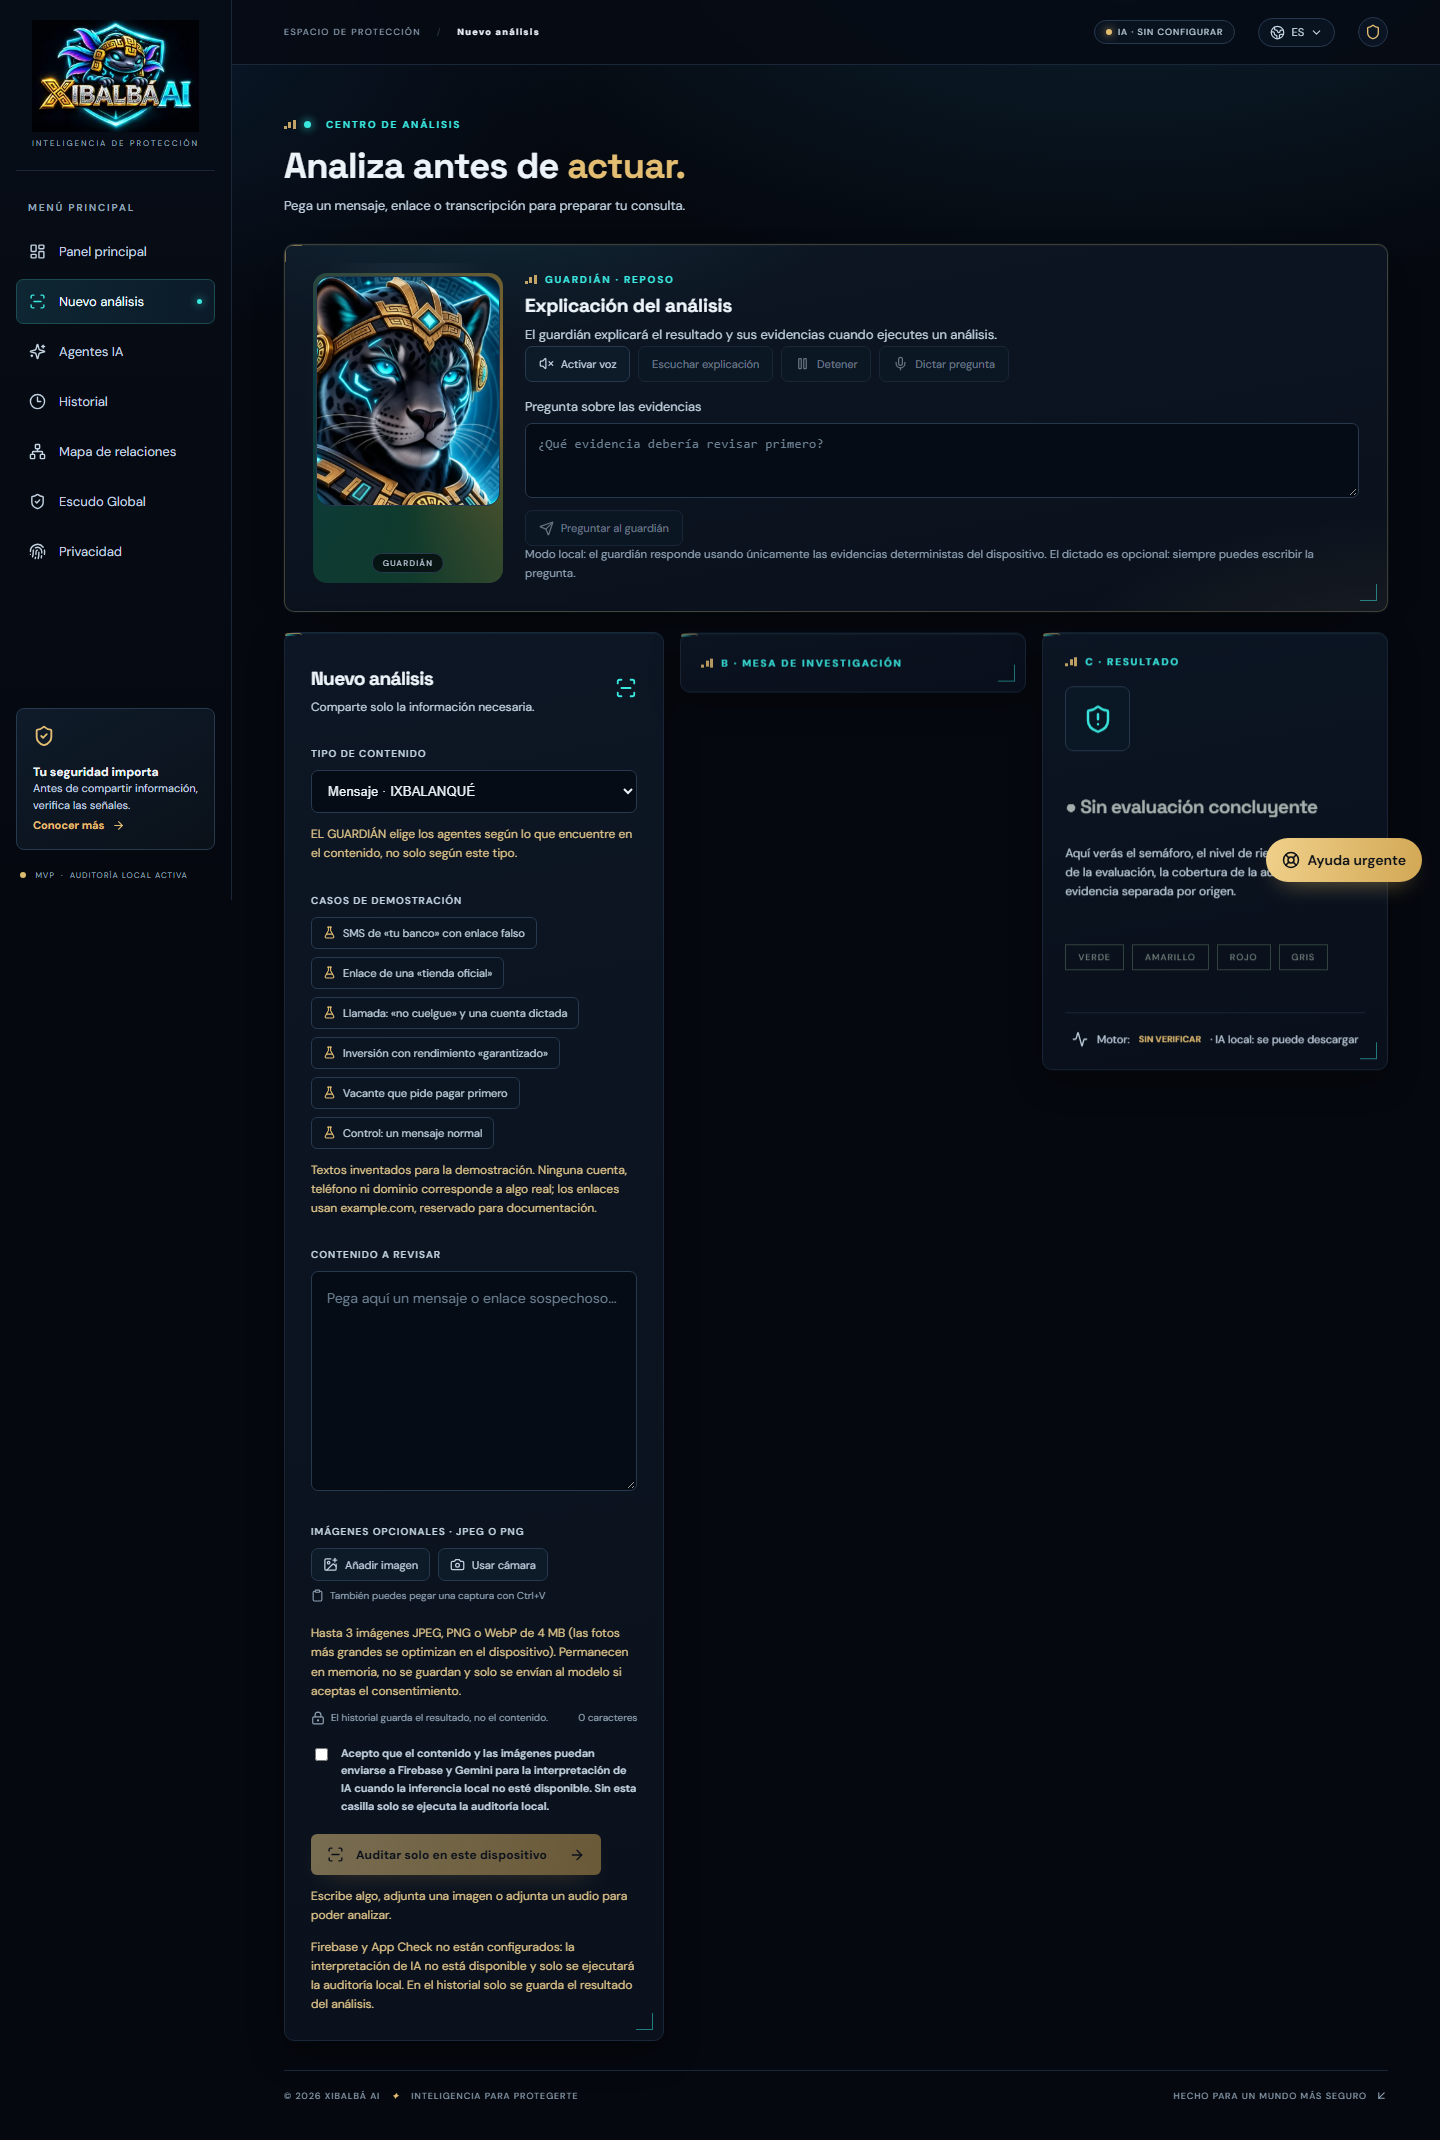 XIBALBÁ AI
INTELIGENCIA DE PROTECCIÓN
MENÚ PRINCIPAL
Panel principal
Nuevo análisis
Agentes IA
Historial
Mapa de relaciones
Escudo Global
Privacidad
Tu seguridad importa
Antes de compartir información,
verifica las señales.
Conocer más
MVP · AUDITORÍA LOCAL ACTIVA
ESPACIO DE PROTECCIÓN / Nuevo análisis
IA · SIN CONFIGURAR
ES
CENTRO DE ANÁLISIS
Analiza antes de actuar.
Pega un mensaje, enlace o transcripción para preparar tu consulta.
GUARDIÁN
GUARDIÁN · REPOSO
Explicación del análisis
El guardián explicará el resultado y sus evidencias cuando ejecutes un análisis.
Activar voz
Escuchar explicación
Detener
Dictar pregunta
Pregunta sobre las evidencias
¿Qué evidencia debería revisar primero?
Preguntar al guardián
Modo local: el guardián responde usando únicamente las evidencias deterministas del dispositivo. El dictado es opcional: siempre puedes escribir la
pregunta.
Nuevo análisis
Comparte solo la información necesaria.
TIPO DE CONTENIDO
Mensaje · IXBALANQUÉ
EL GUARDIÁN elige los agentes según lo que encuentre en
el contenido, no solo según este tipo.
CASOS DE DEMOSTRACIÓN
SMS de «tu banco» con enlace falso
Enlace de una «tienda oficial»
Llamada: «no cuelgue» y una cuenta dictada
Inversión con rendimiento «garantizado»
Vacante que pide pagar primero
Control: un mensaje normal
Textos inventados para la demostración. Ninguna cuenta,
teléfono ni dominio corresponde a algo real; los enlaces
usan example.com, reservado para documentación.
CONTENIDO A REVISAR
Pega aquí un mensaje o enlace sospechoso...
IMÁGENES OPCIONALES · JPEG O PNG
Añadir imagen
Usar cámara
También puedes pegar una captura con Ctrl+V
Hasta 3 imágenes JPEG, PNG o WebP de 4 MB (las fotos
más grandes se optimizan en el dispositivo). Permanecen
en memoria, no se guardan y solo se envían al modelo si
aceptas el consentimiento.
El historial guarda el resultado, no el contenido.
0 caracteres
Acepto que el contenido y las imágenes puedan
enviarse a Firebase y Gemini para la interpretación de
IA cuando la inferencia local no esté disponible. Sin esta
casilla solo se ejecuta la auditoría local.
Auditar solo en este dispositivo
Escribe algo, adjunta una imagen o adjunta un audio para
poder analizar.
Firebase y App Check no están configurados: la
interpretación de IA no está disponible y solo se ejecutará
la auditoría local. En el historial solo se guarda el resultado
del análisis.
B · MESA DE INVESTIGACIÓN
C · RESULTADO
● Sin evaluación concluyente
Aquí verás el semáforo, el nivel de
de la evaluación, la cobertura de la
evidencia separada por origen.
Ayuda urgente
VERDE
AMARILLO
ROJO
GRIS
Motor: SIN VERIFICAR · IA local: se puede descargar
© 2026 XIBALBÁ AI ✦ INTELIGENCIA PARA PROTEGERTE
HECHO PARA UN MUNDO MÁS SEGURO